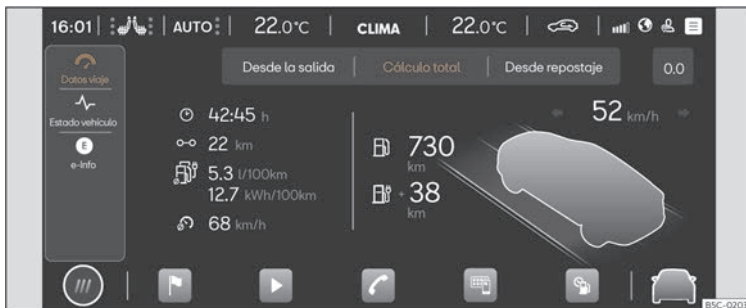 16:01 AUTO 22.0°C CLIMA 22.0°C
Datos viaje
Estado vehículo
E
e-Info
Desde la salida Cálculo total Desde repostaje 0.0
42:45 h
22 km
5.3 l/100km
12.7 kWh/100km
68 km/h
730
km
+38
km
52 km/h
B5C-0203